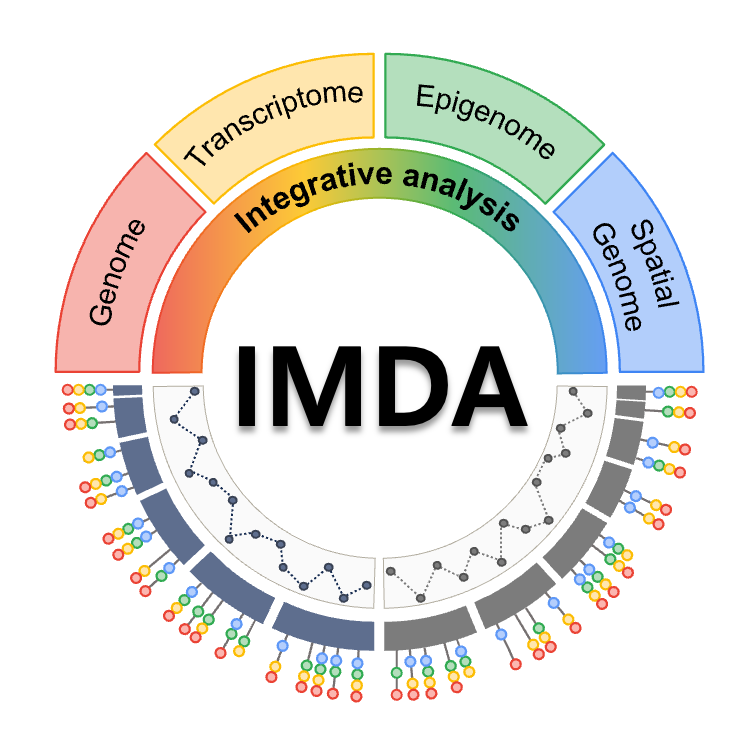 Genome
Transcriptome
Epigenome
Spatial
Genome
Integrative analysis
IMDA